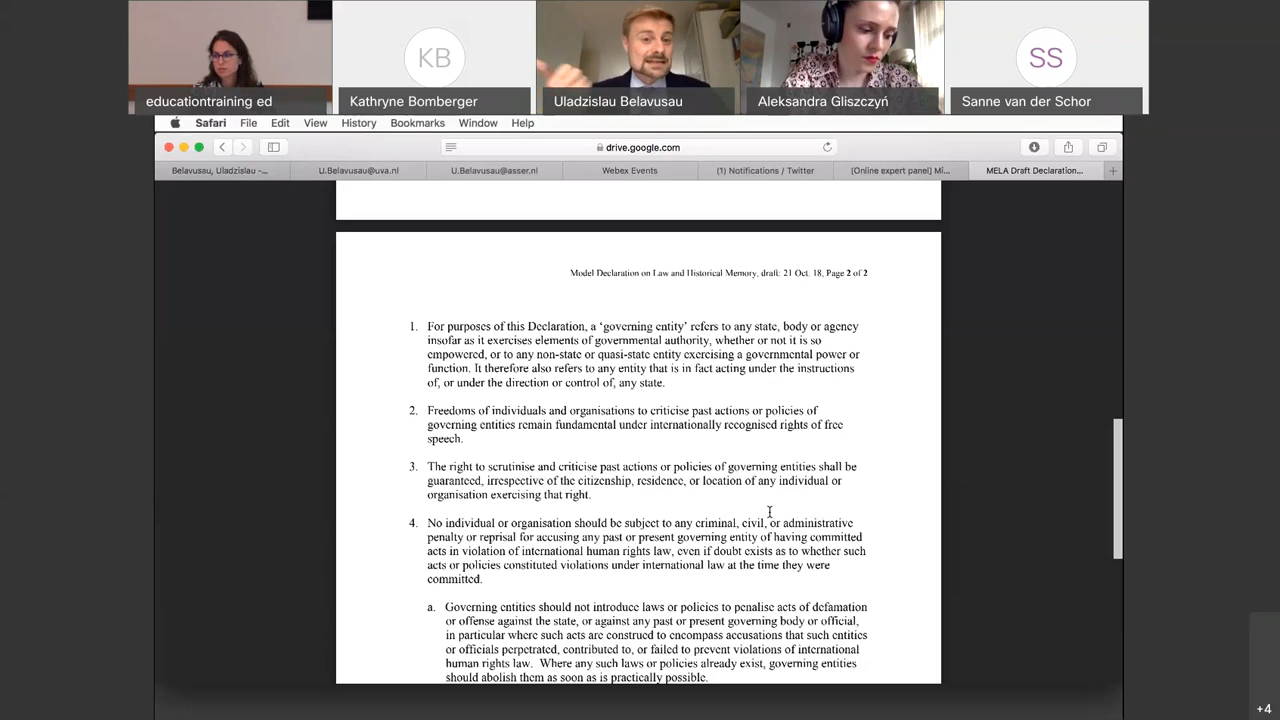 KB
SS
educationtraining ed
Kathryne Bomberger
Uladzislau Belavusau
Aleksandra Gliszczyń
Sanne van der Schor
Safari File Edit View History Bookmarks Window Help
drive.google.com
Belavusau, Uladzislau -...
U.Belavusau@uva.nl
U.Belavusau@asser.nl
Webex Events
(1) Notifications / Twitter
[Online expert panel] Mi...
MELA Draft Declaration...
Model Declaration on Law and Historical Memory, draft: 21 Oct. 18, Page 2 of 2
1. For purposes of this Declaration, a ‘governing entity’ refers to any state, body or agency
insofar as it exercises elements of governmental authority, whether or not it is so
empowered, or to any non-state or quasi-state entity exercising a governmental power or
function. It therefore also refers to any entity that is in fact acting under the instructions
of, or under the direction or control of, any state.
2. Freedoms of individuals and organisations to criticise past actions or policies of
governing entities remain fundamental under internationally recognised rights of free
speech.
3. The right to scrutinise and criticise past actions or policies of governing entities shall be
guaranteed, irrespective of the citizenship, residence, or location of any individual or
organisation exercising that right.
4. No individual or organisation should be subject to any criminal, civil, or administrative
penalty or reprisal for accusing any past or present governing entity of having committed
acts in violation of international human rights law, even if doubt exists as to whether such
acts or policies constituted violations under international law at the time they were
committed.
a. Governing entities should not introduce laws or policies to penalise acts of defamation
or offense against the state, or against any past or present governing body or official,
in particular where such acts are construed to encompass accusations that such entities
or officials perpetrated, contributed to, or failed to prevent violations of international
human rights law. Where any such laws or policies already exist, governing entities
should abolish them as soon as is practically possible.
+4